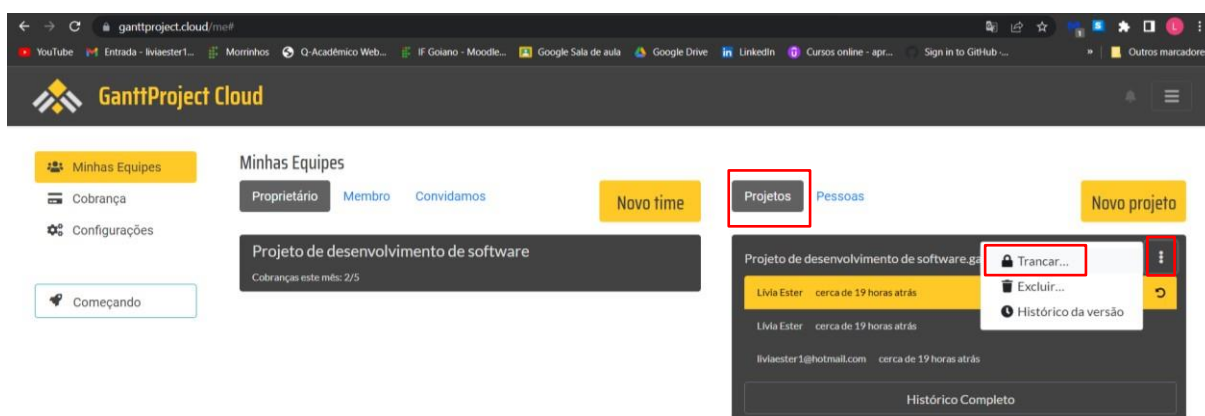 ganttproject.cloud/me#
YouTube Entrada - liviaester1... Morrinhos Q-Acadêmico Web... IF Goiano - Moodle... Google Sala de aula Google Drive LinkedIn Cursos online - apr... Sign in to GitHub ·... » Outros marcadore
GanttProject Cloud
Minhas Equipes
Cobrança
Configurações
Começando
Minhas Equipes
Proprietário Membro Convidamos Novo time
Projeto de desenvolvimento de software
Cobranças este mês: 2/5
Projetos Pessoas Novo projeto
Projeto de desenvolvimento de software.ga
Trancar...
Excluir...
Histórico da versão
Lívia Ester cerca de 19 horas atrás
Lívia Ester cerca de 19 horas atrás
liviaester1@hotmail.com cerca de 19 horas atrás
Histórico Completo